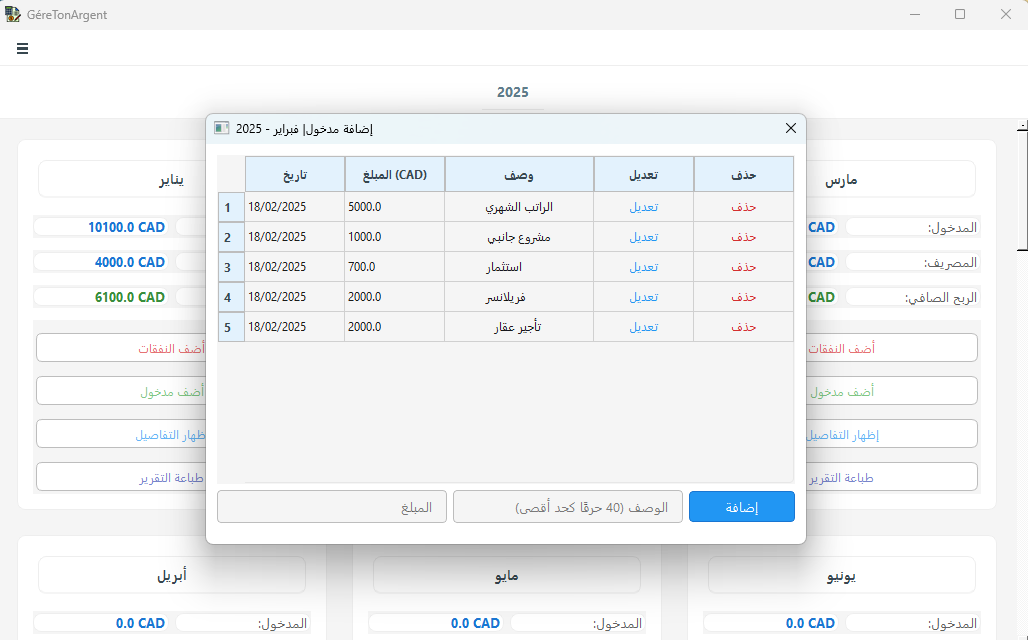 GéreTonArgent
2025
إضافة مدخول| فبراير - 2025
تاريخ	المبلغ (CAD)	وصف	تعديل	حذف
1	18/02/2025	5000.0	الراتب الشهري	تعديل	حذف
2	18/02/2025	1000.0	مشروع جانبي	تعديل	حذف
3	18/02/2025	700.0	استثمار	تعديل	حذف
4	18/02/2025	2000.0	فريلانسر	تعديل	حذف
5	18/02/2025	2000.0	تأجير عقار	تعديل	حذف
المبلغ	الوصف (40 حرفًا كحد أقصى)	إضافة
يناير
10100.0 CAD
4000.0 CAD
6100.0 CAD
أضف النفقات
أضف مدخول
ظهار التفاصيل
طباعة التقرير
مارس
CAD	المدخول:
CAD	المصريف:
CAD	الربح الصافي:
أضف النفقات
أضف مدخول
إظهار التفاصيل
طباعة التقرير
أبريل
0.0 CAD	المدخول:
مايو
0.0 CAD	المدخول:
يونيو
0.0 CAD	المدخول: